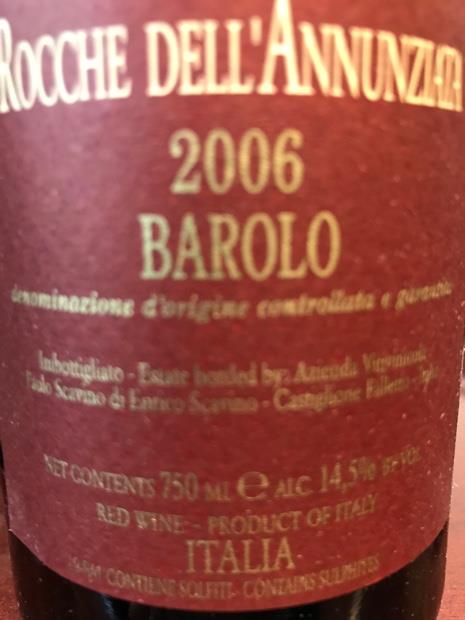 ROCCHE DELL'ANNUNZIATA
2006
BAROLO
denominazione d'origine controllata e garantita
Imbottigliato - Estate bottled by: Azienda Vitivinicola
Paolo Scavino di Enrico Scavino - Castiglione Falletto -
NET CONTENTS 750 ML e ALC. 14,5% BY VOL.
RED WINE - PRODUCT OF ITALY
ITALIA
CONTIENE SOLFITI - CONTAINS SULPHITES